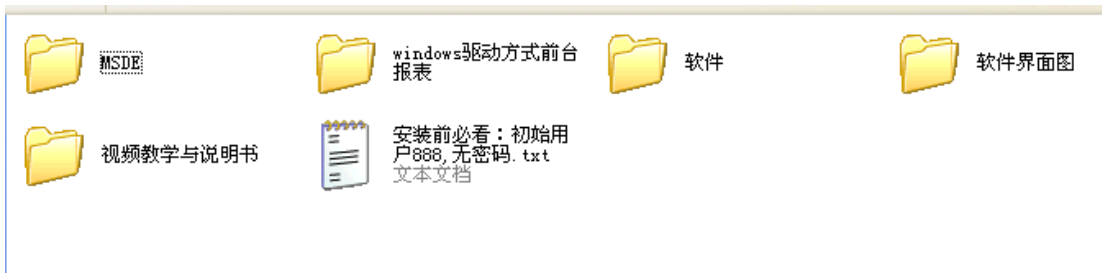 MSDE
windows驱动方式前台
报表
软件
软件界面图
视频教学与说明书
安装前必看：初始用
户888,无密码.txt
文本文档